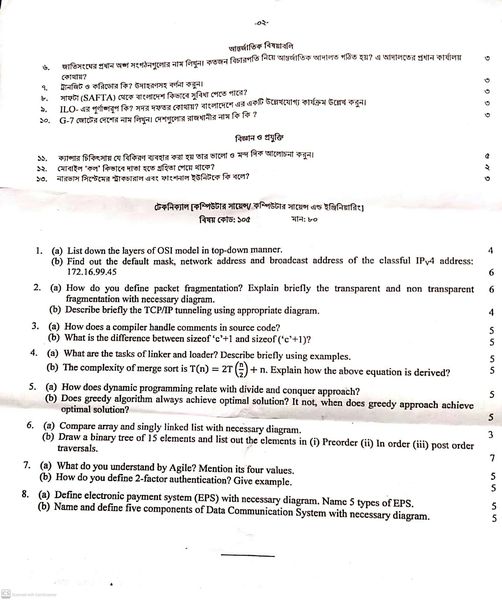 -০২-
আন্তর্জাতিক বিষয়াবলি
৬. জাতিসংঘের প্রধান অঙ্গ সংগঠনগুলোর নাম লিখুন। কতজন বিচারপতি নিয়ে আন্তর্জাতিক আদালত গঠিত হয়? এ আদালতের প্রধান কার্যালয় ৩
কোথায়?
৭. ট্রানজিট ও করিডোর কি? উদাহরণসহ বর্ণনা করুন। ৩
৮. সাফটা (SAFTA) থেকে বাংলাদেশ কিভাবে সুবিধা পেতে পারে? ৩
৯. ILO- এর পূর্ণাঙ্গরূপ কি? সদর দফতর কোথায়? বাংলাদেশের এর একটি উল্লেখযোগ্য কার্যক্রম উল্লেখ করুন। ৩
১০. G-7 জোটের দেশের নাম লিখুন। দেশগুলোর রাজধানীর নাম কি কি? ৩
বিজ্ঞান ও প্রযুক্তি
১১. ক্যান্সার চিকিৎসায় যে বিকিরণ ব্যবহার করা হয় তার ভালো ও মন্দ দিক আলোচনা করুন। ৫
১২. মোবাইল 'কল' কিভাবে দাতা হতে গ্রহিতা পেয়ে থাকে? ২
১৩. নারভাস সিস্টেমের স্ট্রাকচারাল এবং ফাংশনাল ইউনিটকে কি বলে? ৩
টেকনিক্যাল [কম্পিউটার সায়েন্স/ কম্পিউটার সায়েন্স এন্ড ইঞ্জিনিয়ারিং]
বিষয় কোড: ১০৫ মান: ৮০
1. (a) List down the layers of OSI model in top-down manner. 4
(b) Find out the default mask, network address and broadcast address of the classful IPv4 address:
172.16.99.45 6
2. (a) How do you define packet fragmentation? Explain briefly the transparent and non transparent 6
fragmentation with necessary diagram.
(b) Describe briefly the TCP/IP tunneling using appropriate diagram. 4
3. (a) How does a compiler handle comments in source code? 5
(b) What is the difference between sizeof 'c'+1 and sizeof ('c'+1)? 5
4. (a) What are the tasks of linker and loader? Describe briefly using examples. 5
(b) The complexity of merge sort is T(n) = 2T (n/2) + n. Explain how the above equation is derived? 5
5. (a) How does dynamic programming relate with divide and conquer approach? 5
(b) Does greedy algorithm always achieve optimal solution? It not, when does greedy approach achieve
optimal solution? 5
6. (a) Compare array and singly linked list with necessary diagram. 3
(b) Draw a binary tree of 15 elements and list out the elements in (i) Preorder (ii) In order (iii) post order
traversals. 7
7. (a) What do you understand by Agile? Mention its four values. 5
(b) How do you define 2-factor authentication? Give example. 5
8. (a) Define electronic payment system (EPS) with necessary diagram. Name 5 types of EPS. 5
(b) Name and define five components of Data Communication System with necessary diagram. 5